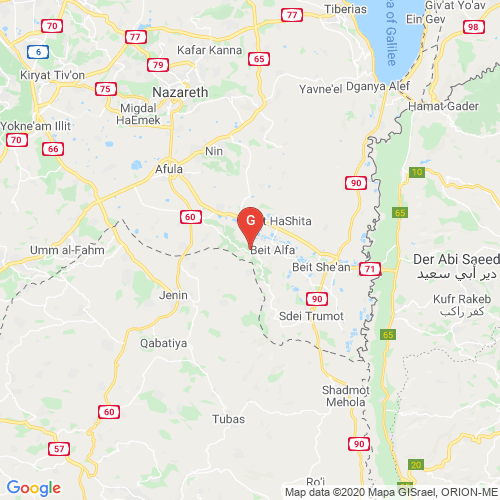 Tiberias
Giv'at Yo'av
77
70
Ein Gev
77
98
Kafar Kanna
a of Galilee
6
65
79
Kiryat Tiv'on
Yavne'el
Dganya Alef
75
Nazareth
Migdal
HaEmek
Hamat Gader
Yokne'am Illit
70
66
Nin
Afula
10
90
60
G
HaShita
65
Umm al-Fahm
Beit Alfa
Beit She'an
71
Der Abi Saeed
دير أبي سعيد
Jenin
90
Kufr Rakeb
كفر راكب
Sdei Trumot
65
Qabatiya
Shadmot
Mehola
60
Tubas
90
57
20
Ro'i
Google
Map data ©2020 Mapa GISrael, ORION-ME